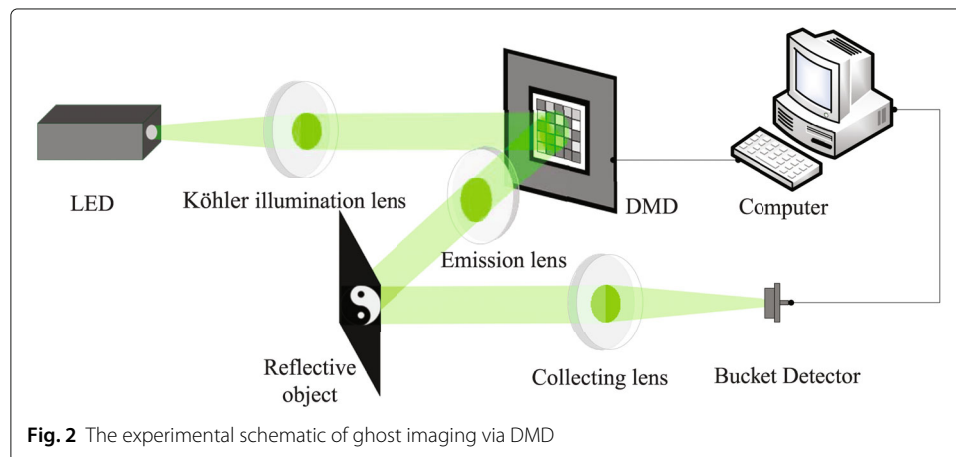 LED
Köhler illumination lens
DMD
Computer
Emission lens
Reflective
object
Collecting lens
Bucket Detector
Fig. 2 The experimental schematic of ghost imaging via DMD